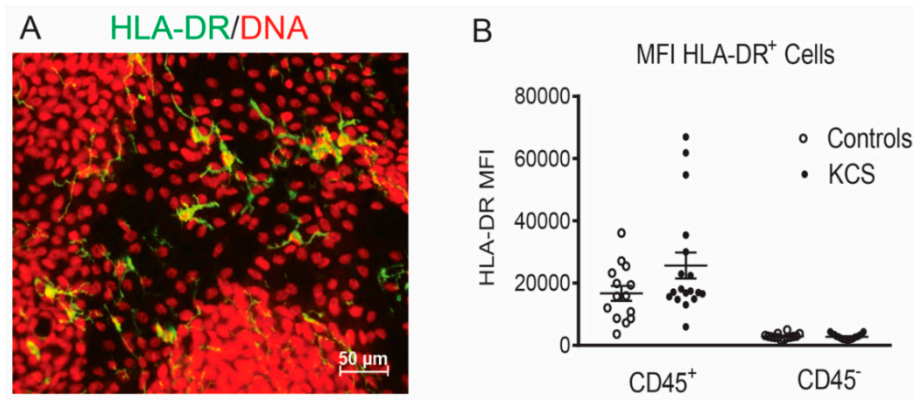 A
HLA-DR/DNA
50 µm
B
MFI HLA-DR⁺ Cells
HLA-DR MFI
80000
60000
40000
20000
0
Controls
KCS
CD45⁺
CD45⁻